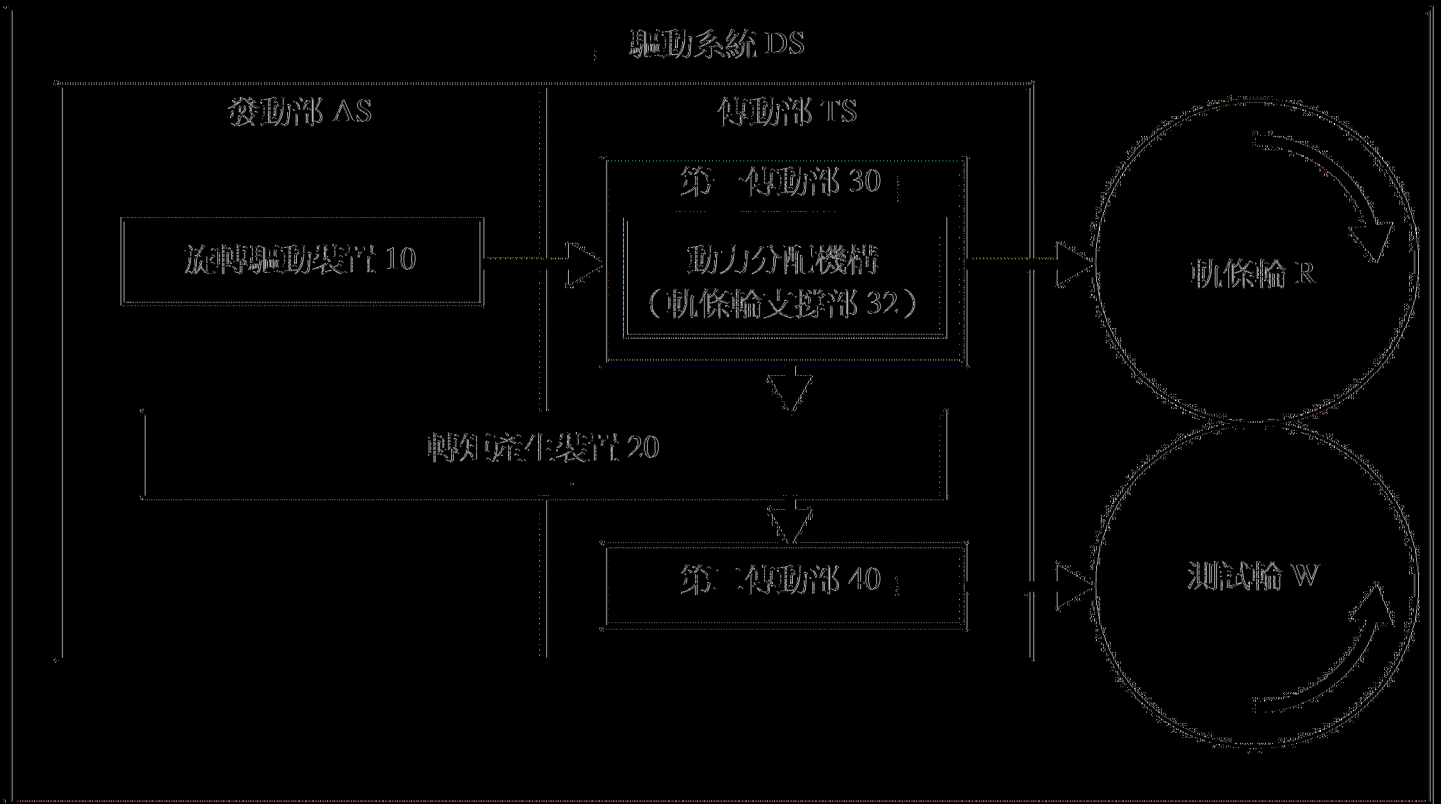 驅動系統 DS
發動部 AS
傳動部 TS
第一傳動部 30
旋轉驅動裝置 10
動力分配機構
（軌條輪支撐部 32）
軌條輪 R
轉矩產生裝置 20
第二傳動部 40
測試輪 W